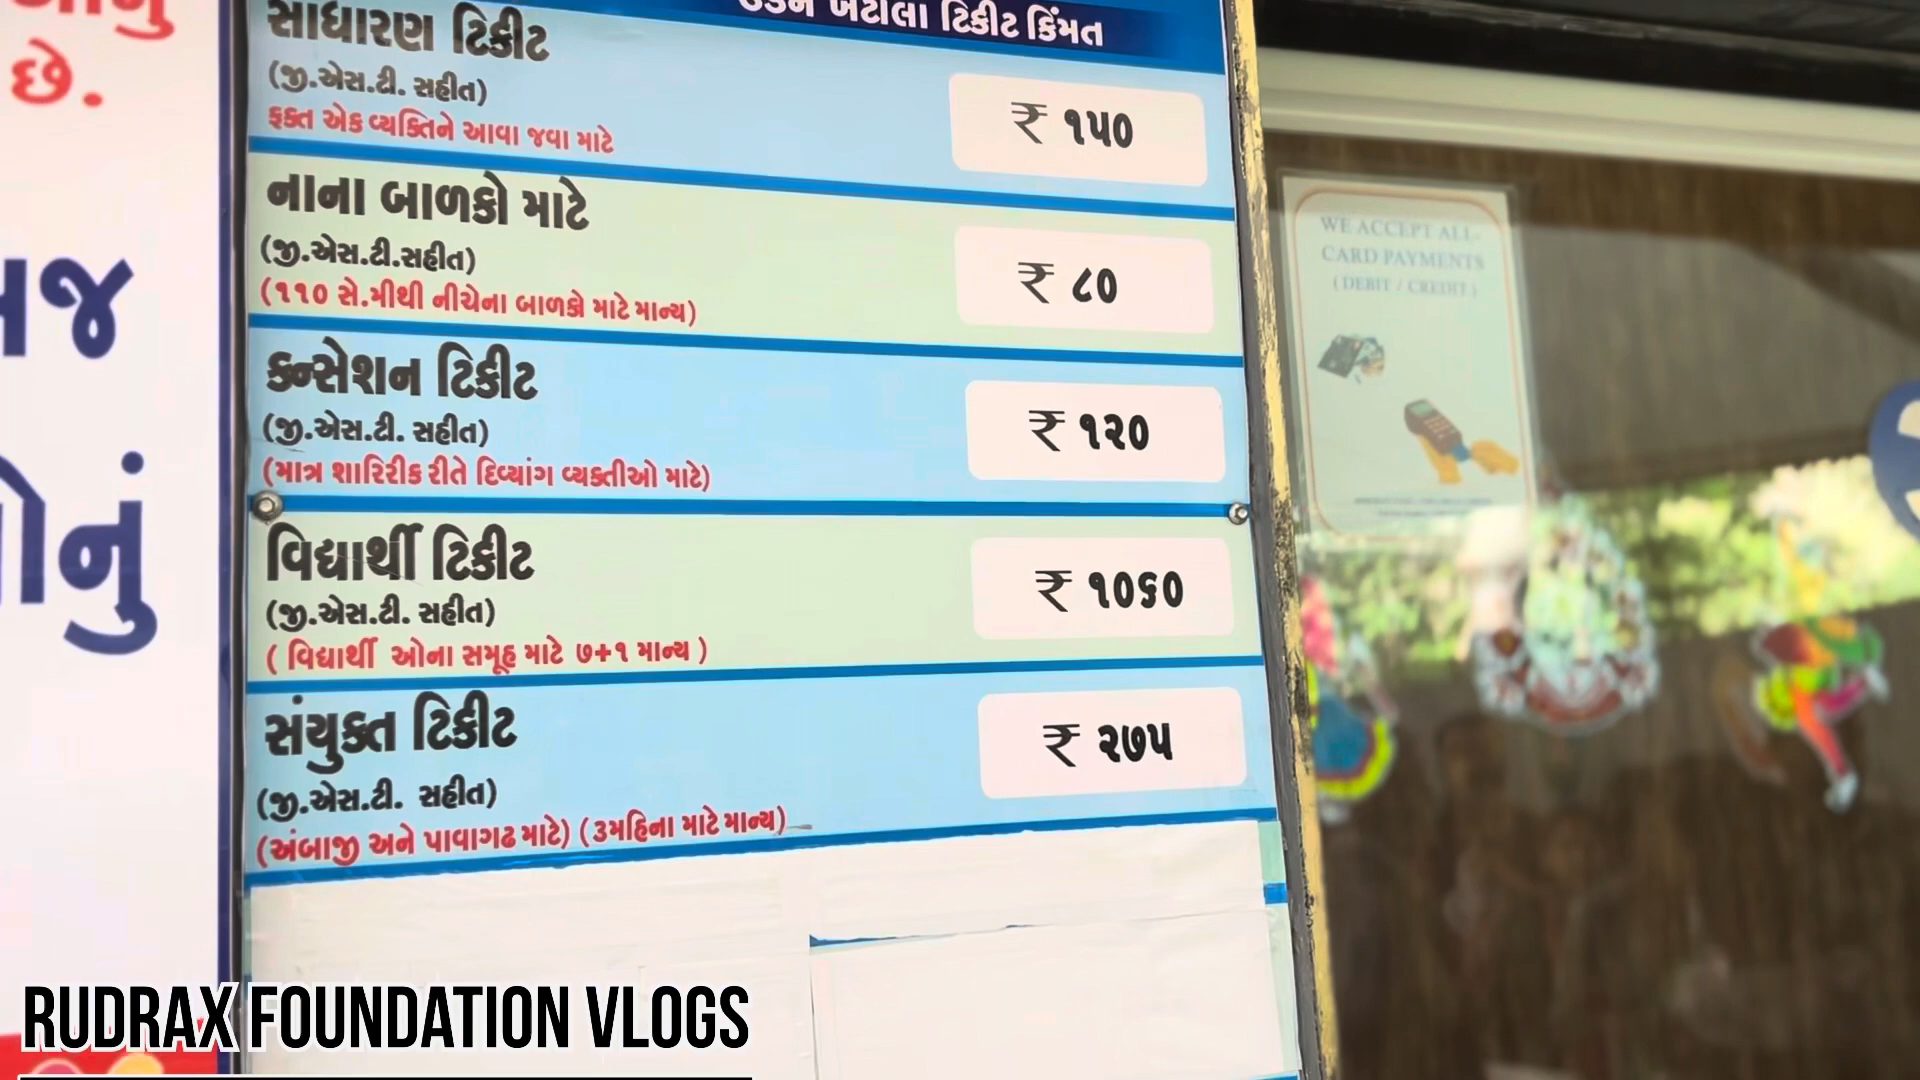 છે.
ટિકીટ કિંમત
સાધારણ ટિકીટ
(જી.એસ.ટી. સહીત)
ફક્ત એક વ્યક્તિને આવા જવા માટે
₹ ૧૫૦
નાના બાળકો માટે
(જી.એસ.ટી.સહીત)
(૧૧૦ સે.મીથી નીચેના બાળકો માટે માન્ય)
₹ ૮૦
કન્સેશન ટિકીટ
(જી.એસ.ટી. સહીત)
(માત્ર શારિરીક રીતે દિવ્યાંગ વ્યક્તીઓ માટે)
₹ ૧૨૦
વિદ્યાર્થી ટિકીટ
(જી.એસ.ટી. સહીત)
( વિદ્યાર્થી ઓના સમૂહ માટે ૭+૧ માન્ય )
₹ ૧૦૬૦
સંયુક્ત ટિકીટ
(જી.એસ.ટી. સહીત)
(અંબાજી અને પાવાગઢ માટે) (૩મહિના માટે માન્ય)
₹ ૨૭૫
WE ACCEPT ALL-
CARD PAYMENTS
( DEBIT / CREDIT )
RUDRAX FOUNDATION VLOGS